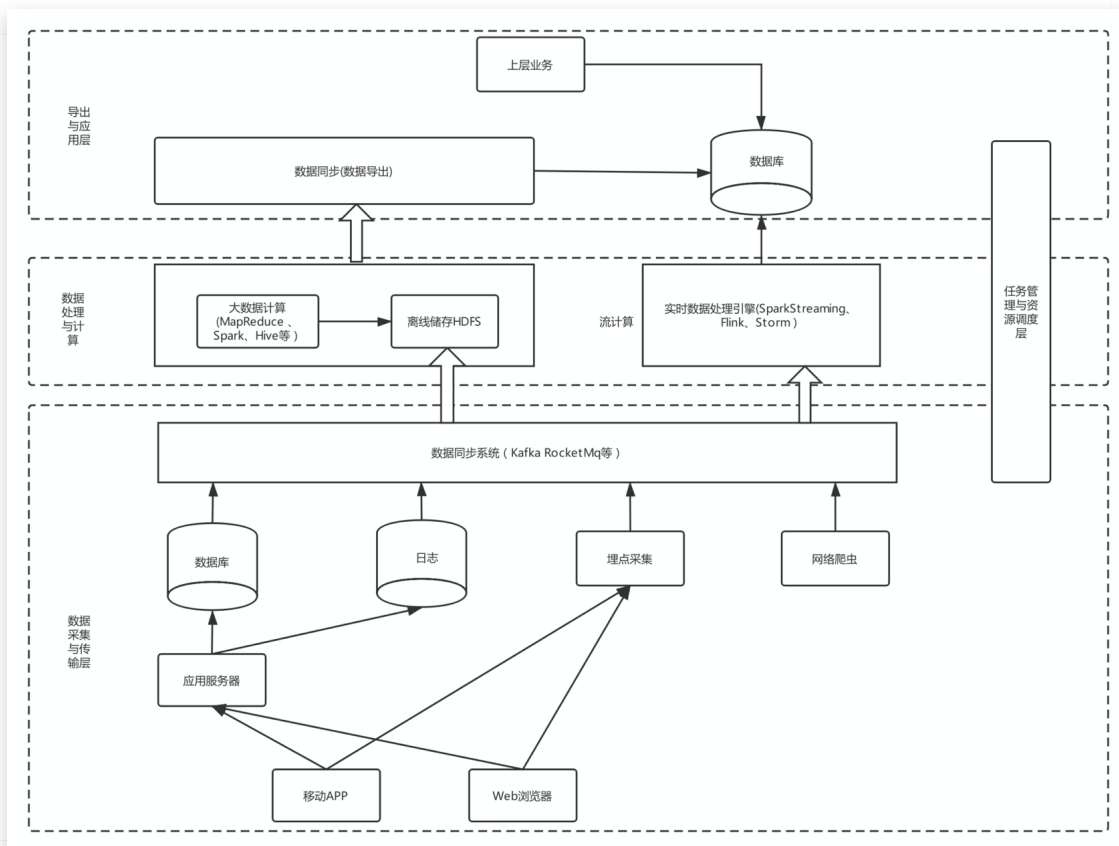 上层业务
导出
与应
用层
数据库
数据同步(数据导出)
数据
处理
与计
算
大数据计算
(MapReduce 、
Spark、Hive等 )
离线储存HDFS
流计算
实时数据处理引擎(SparkStreaming、
Flink、Storm )
任务管
理与资
源调度
层
数据同步系统 ( Kafka RocketMq等 )
数据库
日志
埋点采集
网络爬虫
数据
采集
与传
输层
应用服务器
移动APP
Web浏览器